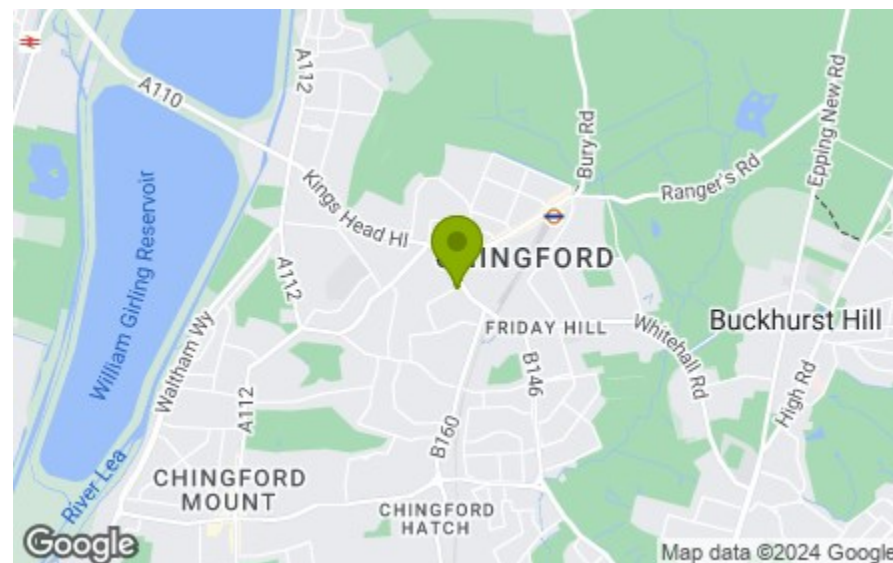 A112
A110
Epping New Rd
Bury Rd
Ranger's Rd
William Girling Reservoir
Kings Head Hl
CHINGFORD
A112
Waltham Wy
FRIDAY HILL
Whitehall Rd
Buckhurst Hill
B146
High Rd
A112
B160
River Lea
CHINGFORD
MOUNT
CHINGFORD
HATCH
Google
Map data ©2024 Google